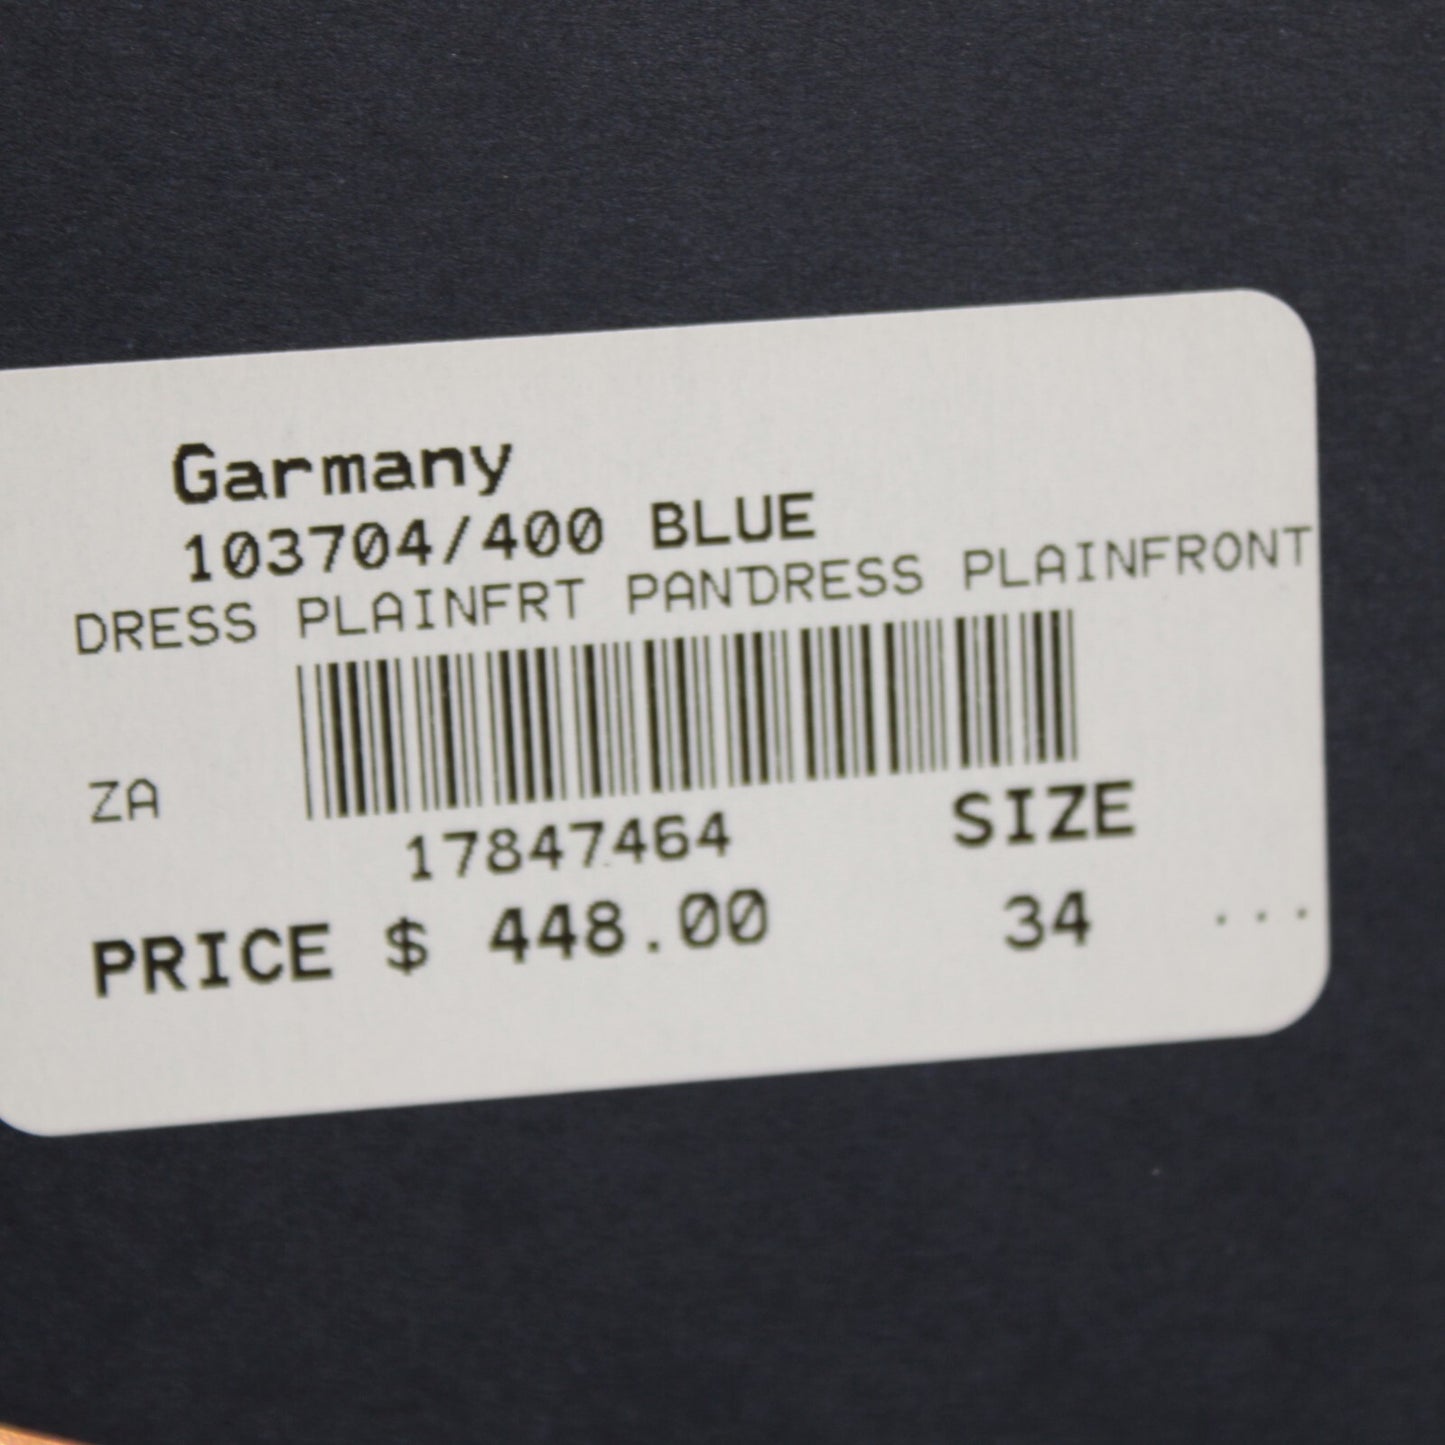 Garmany
103704/400 BLUE
DRESS PLAINFRT PANDRESS PLAINFRONT
ZA
17847464
SIZE
PRICE $ 448.00
34 ...